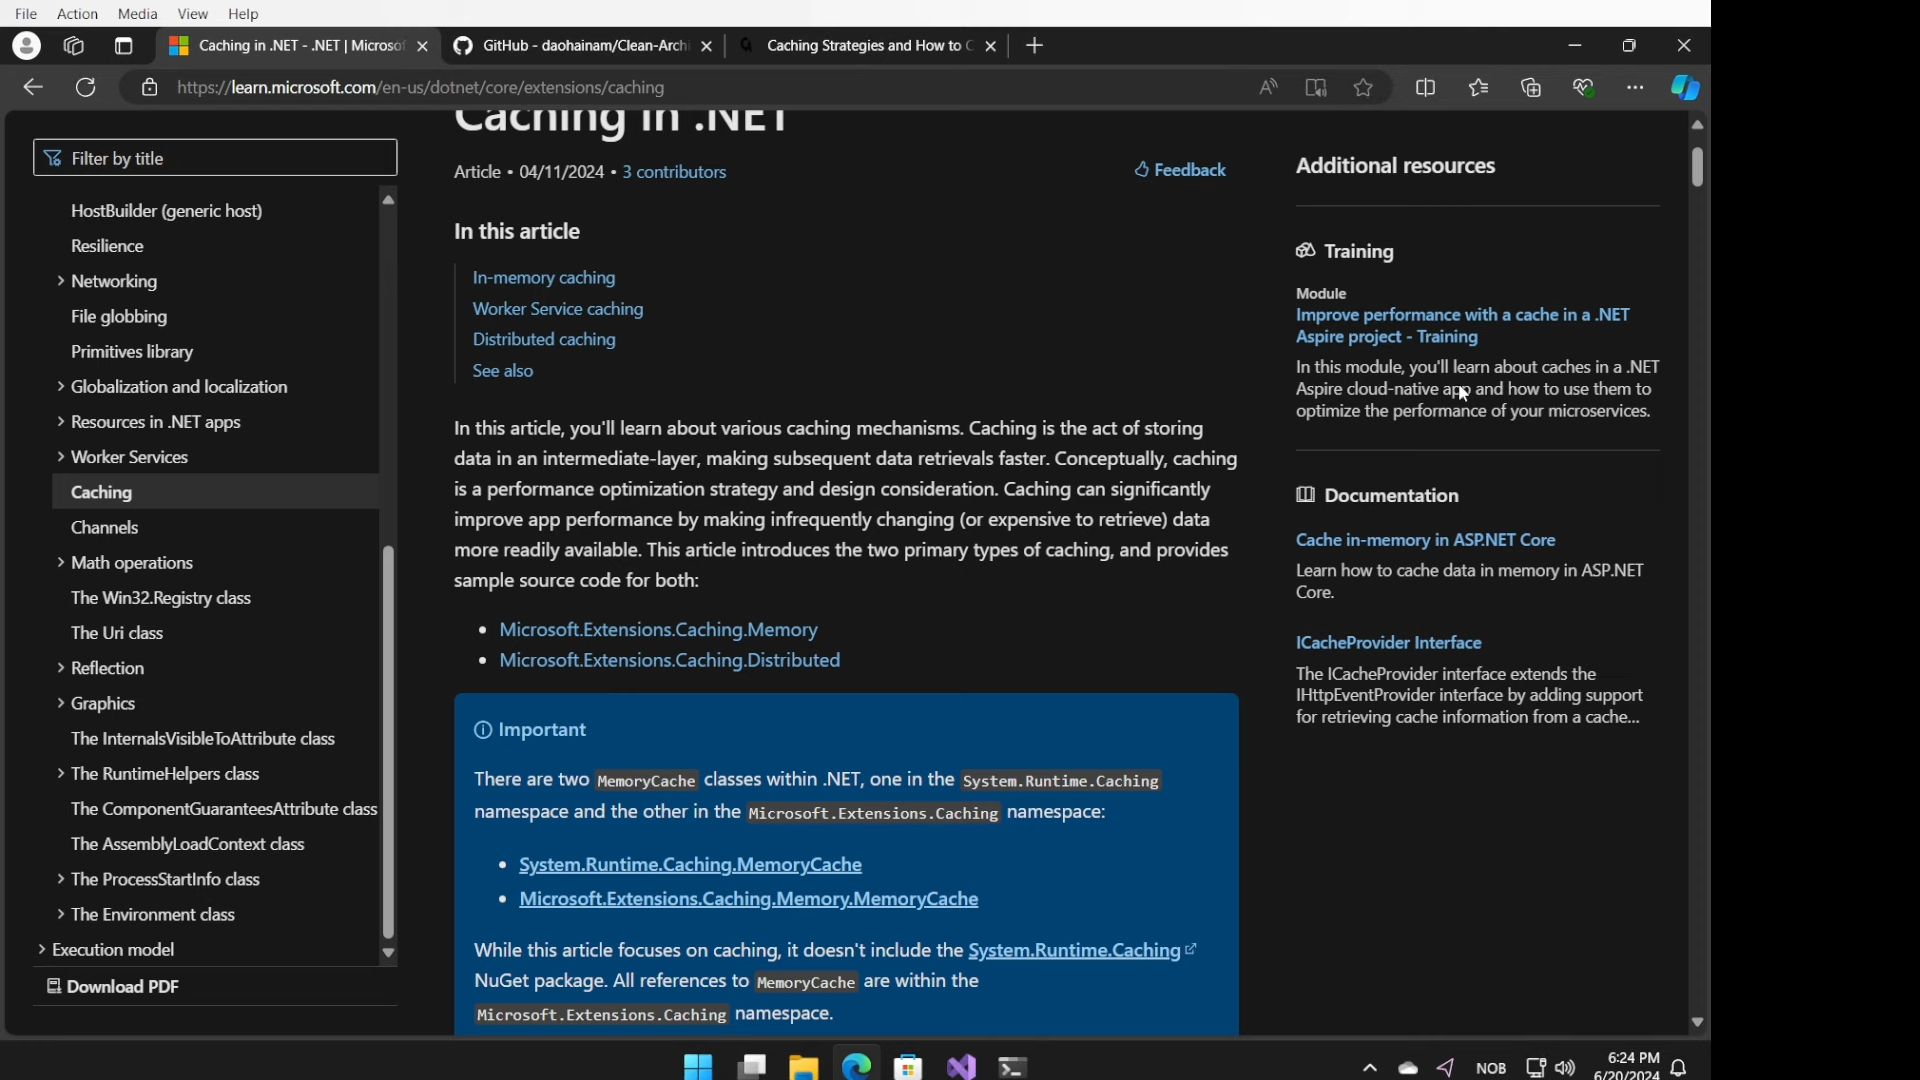 File Action Media View Help
Caching in .NET - .NET | Microsof
GitHub - daohainam/Clean-Archi
Caching Strategies and How to C
https://learn.microsoft.com/en-us/dotnet/core/extensions/caching
Filter by title
HostBuilder (generic host)
Resilience
Networking
File globbing
Primitives library
Globalization and localization
Resources in .NET apps
Worker Services
Caching
Channels
Math operations
The Win32.Registry class
The Uri class
Reflection
Graphics
The InternalsVisibleToAttribute class
The RuntimeHelpers class
The ComponentGuaranteesAttribute class
The AssemblyLoadContext class
The ProcessStartInfo class
The Environment class
Execution model
Download PDF
Caching in .NET
Article • 04/11/2024 • 3 contributors
Feedback
In this article
In-memory caching
Worker Service caching
Distributed caching
See also
In this article, you'll learn about various caching mechanisms. Caching is the act of storing
data in an intermediate-layer, making subsequent data retrievals faster. Conceptually, caching
is a performance optimization strategy and design consideration. Caching can significantly
improve app performance by making infrequently changing (or expensive to retrieve) data
more readily available. This article introduces the two primary types of caching, and provides
sample source code for both:
• Microsoft.Extensions.Caching.Memory
• Microsoft.Extensions.Caching.Distributed
Important
There are two MemoryCache classes within .NET, one in the System.Runtime.Caching
namespace and the other in the Microsoft.Extensions.Caching namespace:
• System.Runtime.Caching.MemoryCache
• Microsoft.Extensions.Caching.Memory.MemoryCache
While this article focuses on caching, it doesn't include the System.Runtime.Caching
NuGet package. All references to MemoryCache are within the
Microsoft.Extensions.Caching namespace.
Additional resources
Training
Module
Improve performance with a cache in a .NET
Aspire project - Training
In this module, you'll learn about caches in a .NET
Aspire cloud-native app and how to use them to
optimize the performance of your microservices.
Documentation
Cache in-memory in ASP.NET Core
Learn how to cache data in memory in ASP.NET
Core.
ICacheProvider Interface
The ICacheProvider interface extends the
IHttpEventProvider interface by adding support
for retrieving cache information from a cache...
NOB
6:24 PM
6/20/2024